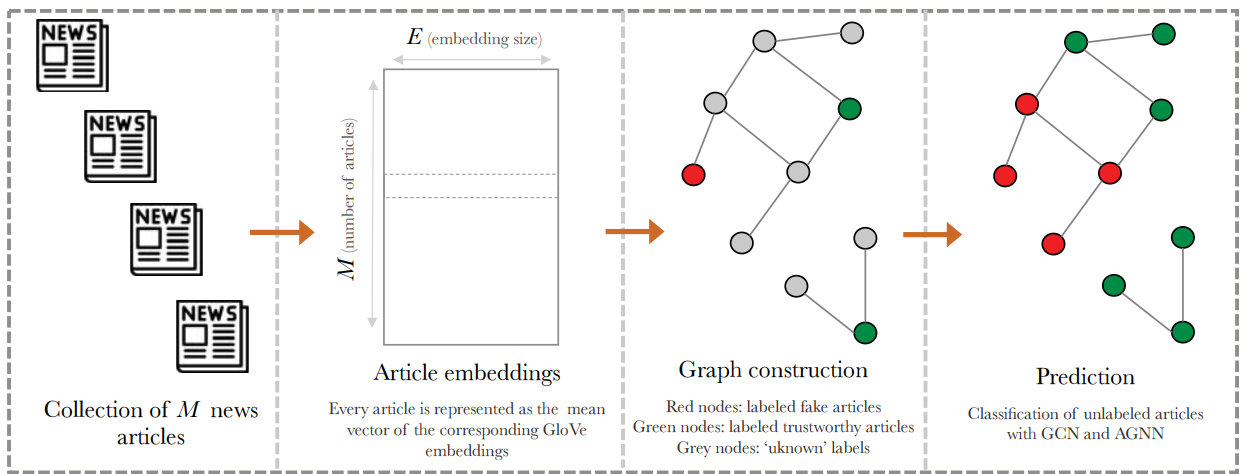 NEWS
NEWS
NEWS
NEWS
Collection of M news
articles
E (embedding size)
M (number of articles)
Article embeddings
Every article is represented as the mean
vector of the corresponding GloVe
embeddings
Graph construction
Red nodes: labeled fake articles
Green nodes: labeled trustworthy articles
Grey nodes: ‘uknown’ labels
Prediction
Classification of unlabeled articles
with GCN and AGNN